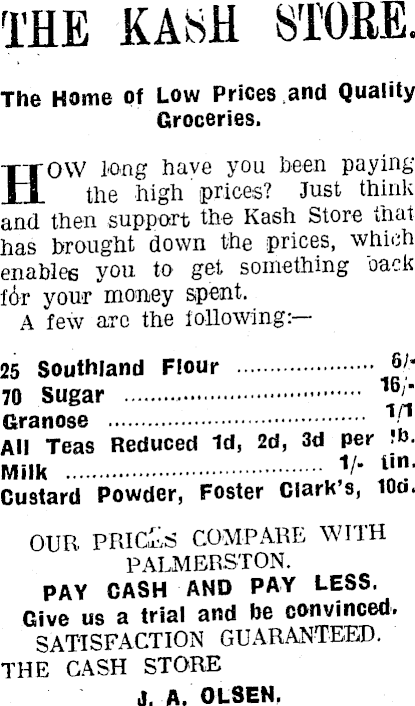 THE KASH STORE.
The Home of Low Prices and Quality
Groceries.
HOW long have you been paying
the high prices? Just think
and then support the Kash Store that
has brought down the prices, which
enables you to get something back
for your money spent.
A few are the following:—
25 Southland Flour .................. 6/-
70 Sugar .................................... 16/-
Granose ....................................... 1/1
All Teas Reduced 1d, 2d, 3d per lb.
Milk ....................................... 1/- tin.
Custard Powder, Foster Clark's, 10d.
OUR PRICES COMPARE WITH
PALMERSTON.
PAY CASH AND PAY LESS.
Give us a trial and be convinced.
SATISFACTION GUARANTEED.
THE CASH STORE
J. A. OLSEN.